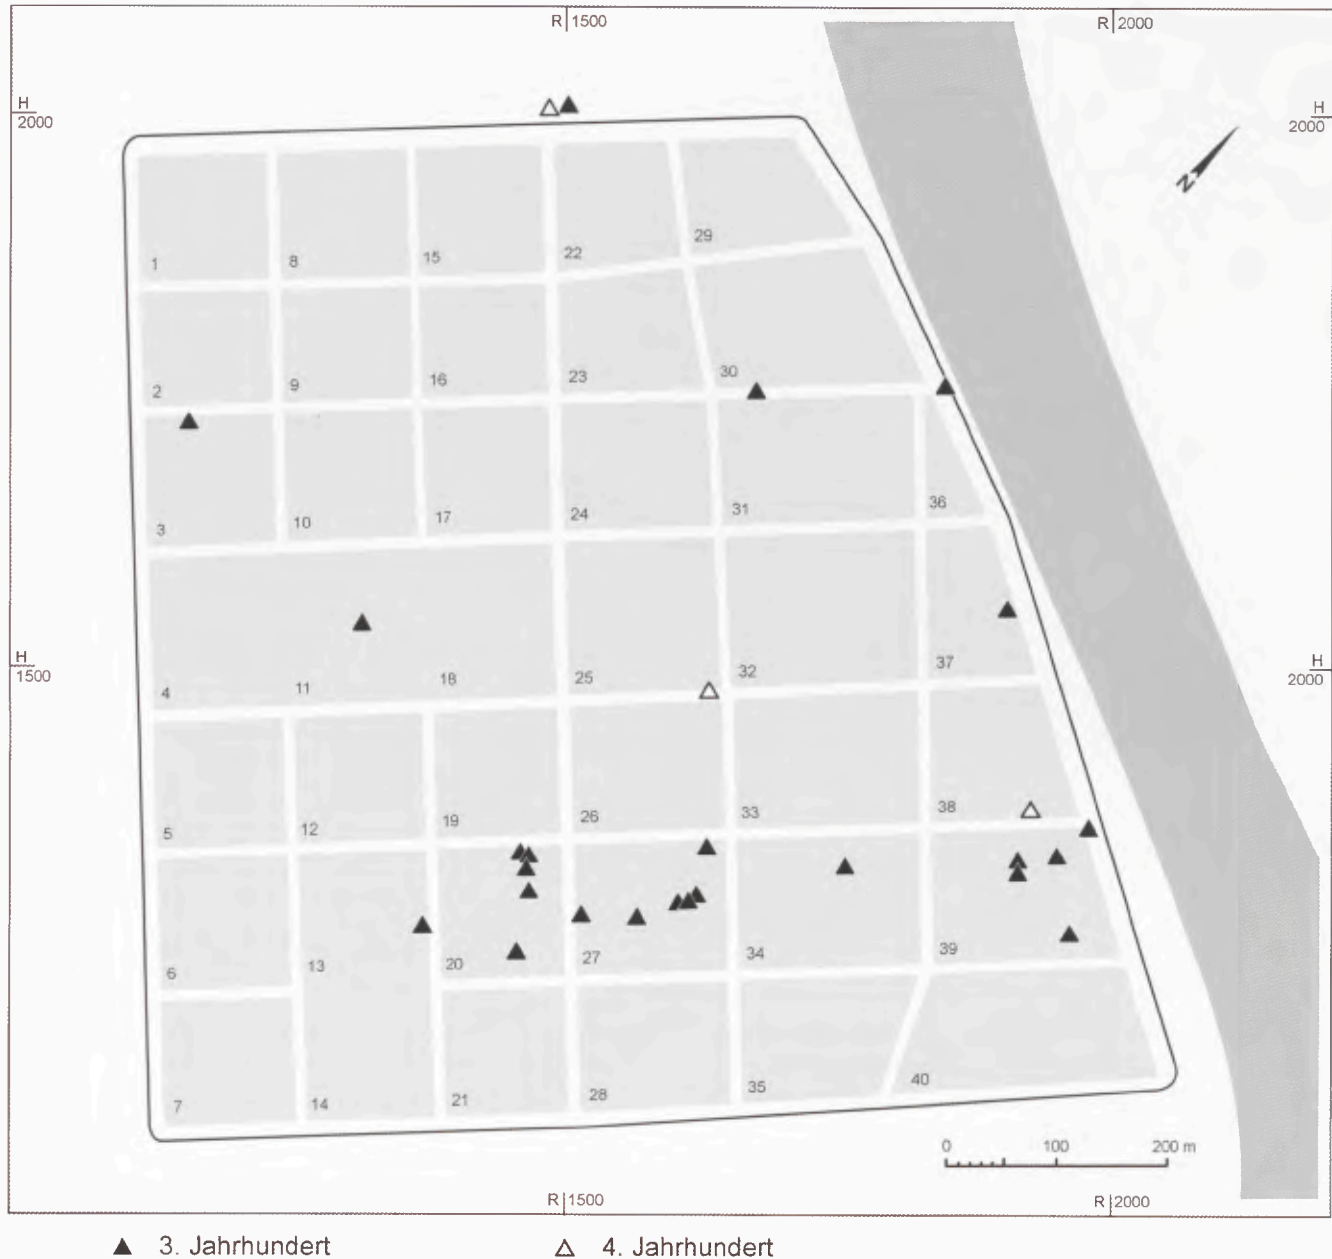 R 1500
R 2000
H
2000
H
2000
N
1 8 15 22 29
2 9 16 23 30
3 10 17 24 31 36
H
1500
H
2000
4 11 18 25 32 37
5 12 19 26 33 38
6 13 20 27 34 39
7 14 21 28 35 40
0 100 200 m
R 1500
R 2000
3. Jahrhundert
4. Jahrhundert